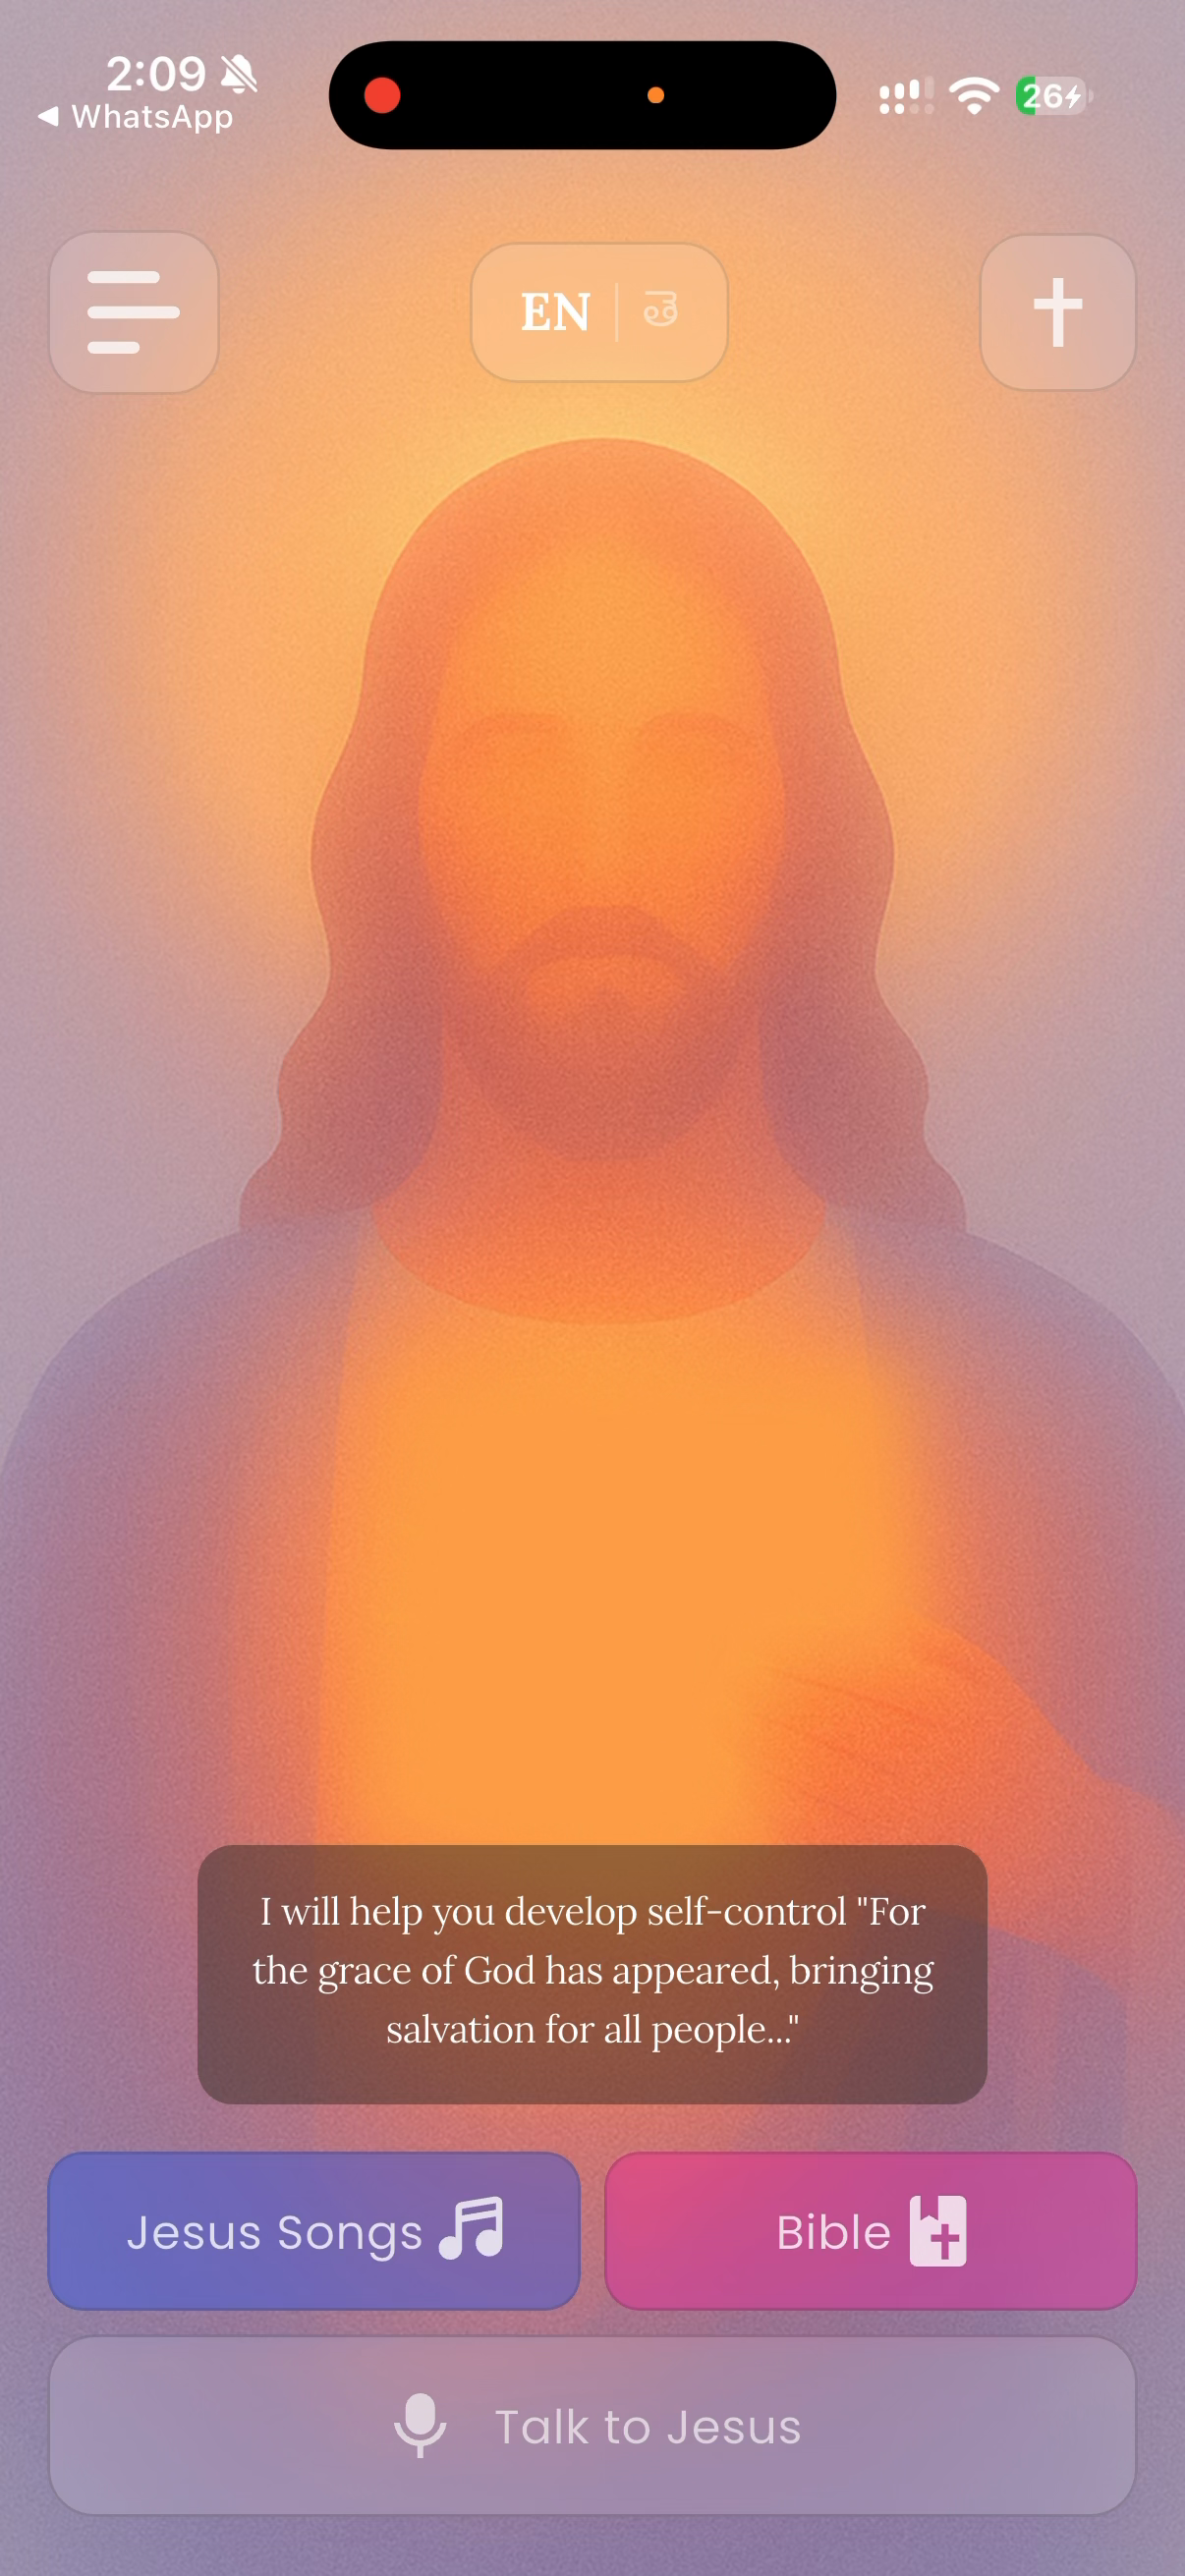 2:09
WhatsApp
26
EN | తె
I will help you develop self-control "For
the grace of God has appeared, bringing
salvation for all people..."
Jesus Songs
Bible
Talk to Jesus